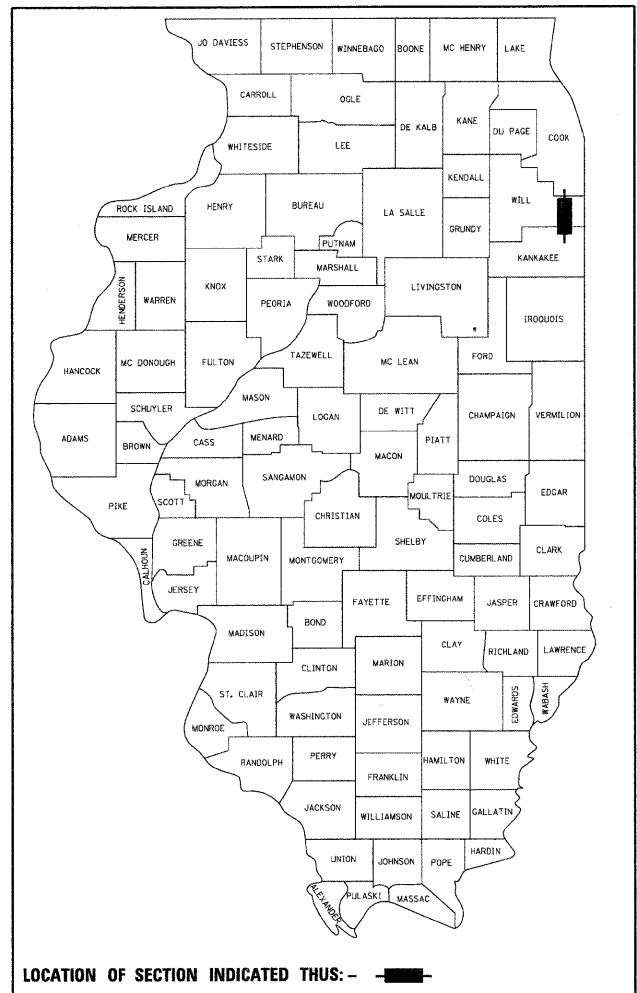 JO DAVIESS STEPHENSON WINNEBAGO BOONE MC HENRY LAKE
CARROLL OGLE DE KALB KANE DU PAGE COOK
WHITESIDE LEE KENDALL WILL
ROCK ISLAND HENRY BUREAU LA SALLE GRUNDY KANKAKEE
MERCER STARK PUTNAM
MARSHALL
HENDERSON WARREN KNOX PEORIA WOODFORD LIVINGSTON IROQUOIS
HANCOCK MC DONOUGH FULTON TAZEWELL MC LEAN FORD
MASON
SCHUYLER LOGAN DE WITT CHAMPAIGN VERMILION
ADAMS BROWN CASS MENARD MACON PIATT
PIKE SCOTT MORGAN SANGAMON MOULTRIE DOUGLAS EDGAR
CHRISTIAN COLES
CALHOUN GREENE MACOUPIN MONTGOMERY SHELBY CUMBERLAND CLARK
JERSEY FAYETTE EFFINGHAM JASPER CRAWFORD
MADISON BOND
CLINTON MARION CLAY RICHLAND LAWRENCE
ST. CLAIR WAYNE EDWARDS WABASH
MONROE WASHINGTON JEFFERSON
RANDOLPH PERRY HAMILTON WHITE
FRANKLIN
JACKSON WILLIAMSON SALINE GALLATIN
UNION JOHNSON POPE HARDIN
ALEXANDER PULASKI MASSAC
LOCATION OF SECTION INDICATED THUS: –